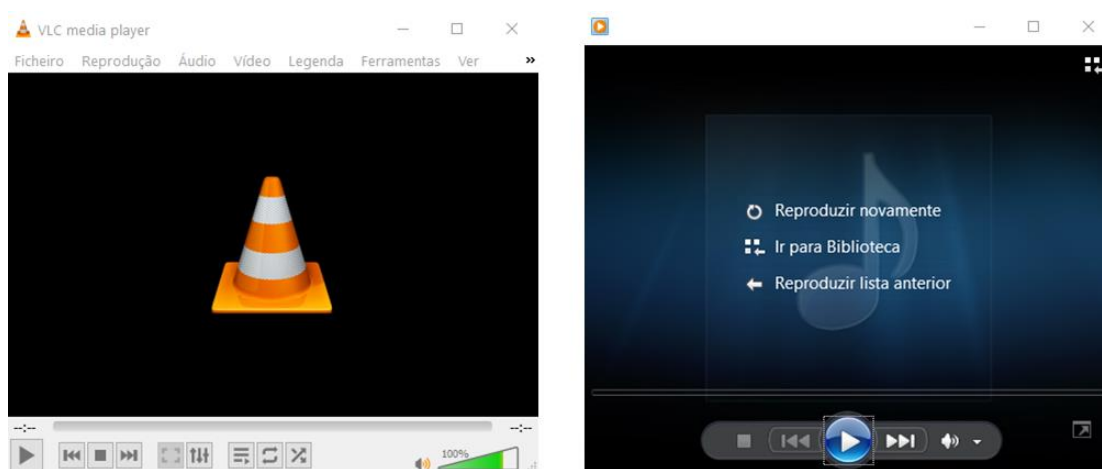 VLC media player
Ficheiro Reprodução Áudio Vídeo Legenda Ferramentas Ver »
--:-- --:--
100%
Reproduzir novamente
Ir para Biblioteca
Reproduzir lista anterior